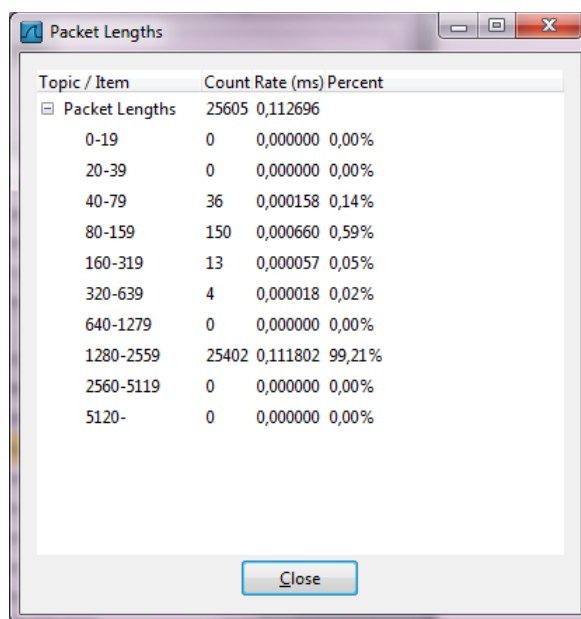 Packet Lengths
Topic / Item Count Rate (ms) Percent
Packet Lengths 25605 0,112696
0-19 0 0,000000 0,00%
20-39 0 0,000000 0,00%
40-79 36 0,000158 0,14%
80-159 150 0,000660 0,59%
160-319 13 0,000057 0,05%
320-639 4 0,000018 0,02%
640-1279 0 0,000000 0,00%
1280-2559 25402 0,111802 99,21%
2560-5119 0 0,000000 0,00%
5120- 0 0,000000 0,00%
Close